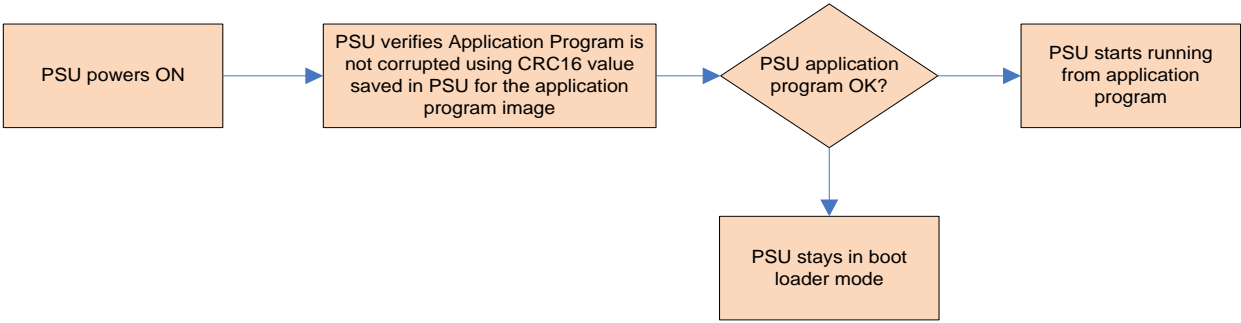 PSU powers ON
PSU verifies Application Program is
not corrupted using CRC16 value
saved in PSU for the application
program image
PSU application
program OK?
PSU starts running
from application
program
PSU stays in boot
loader mode